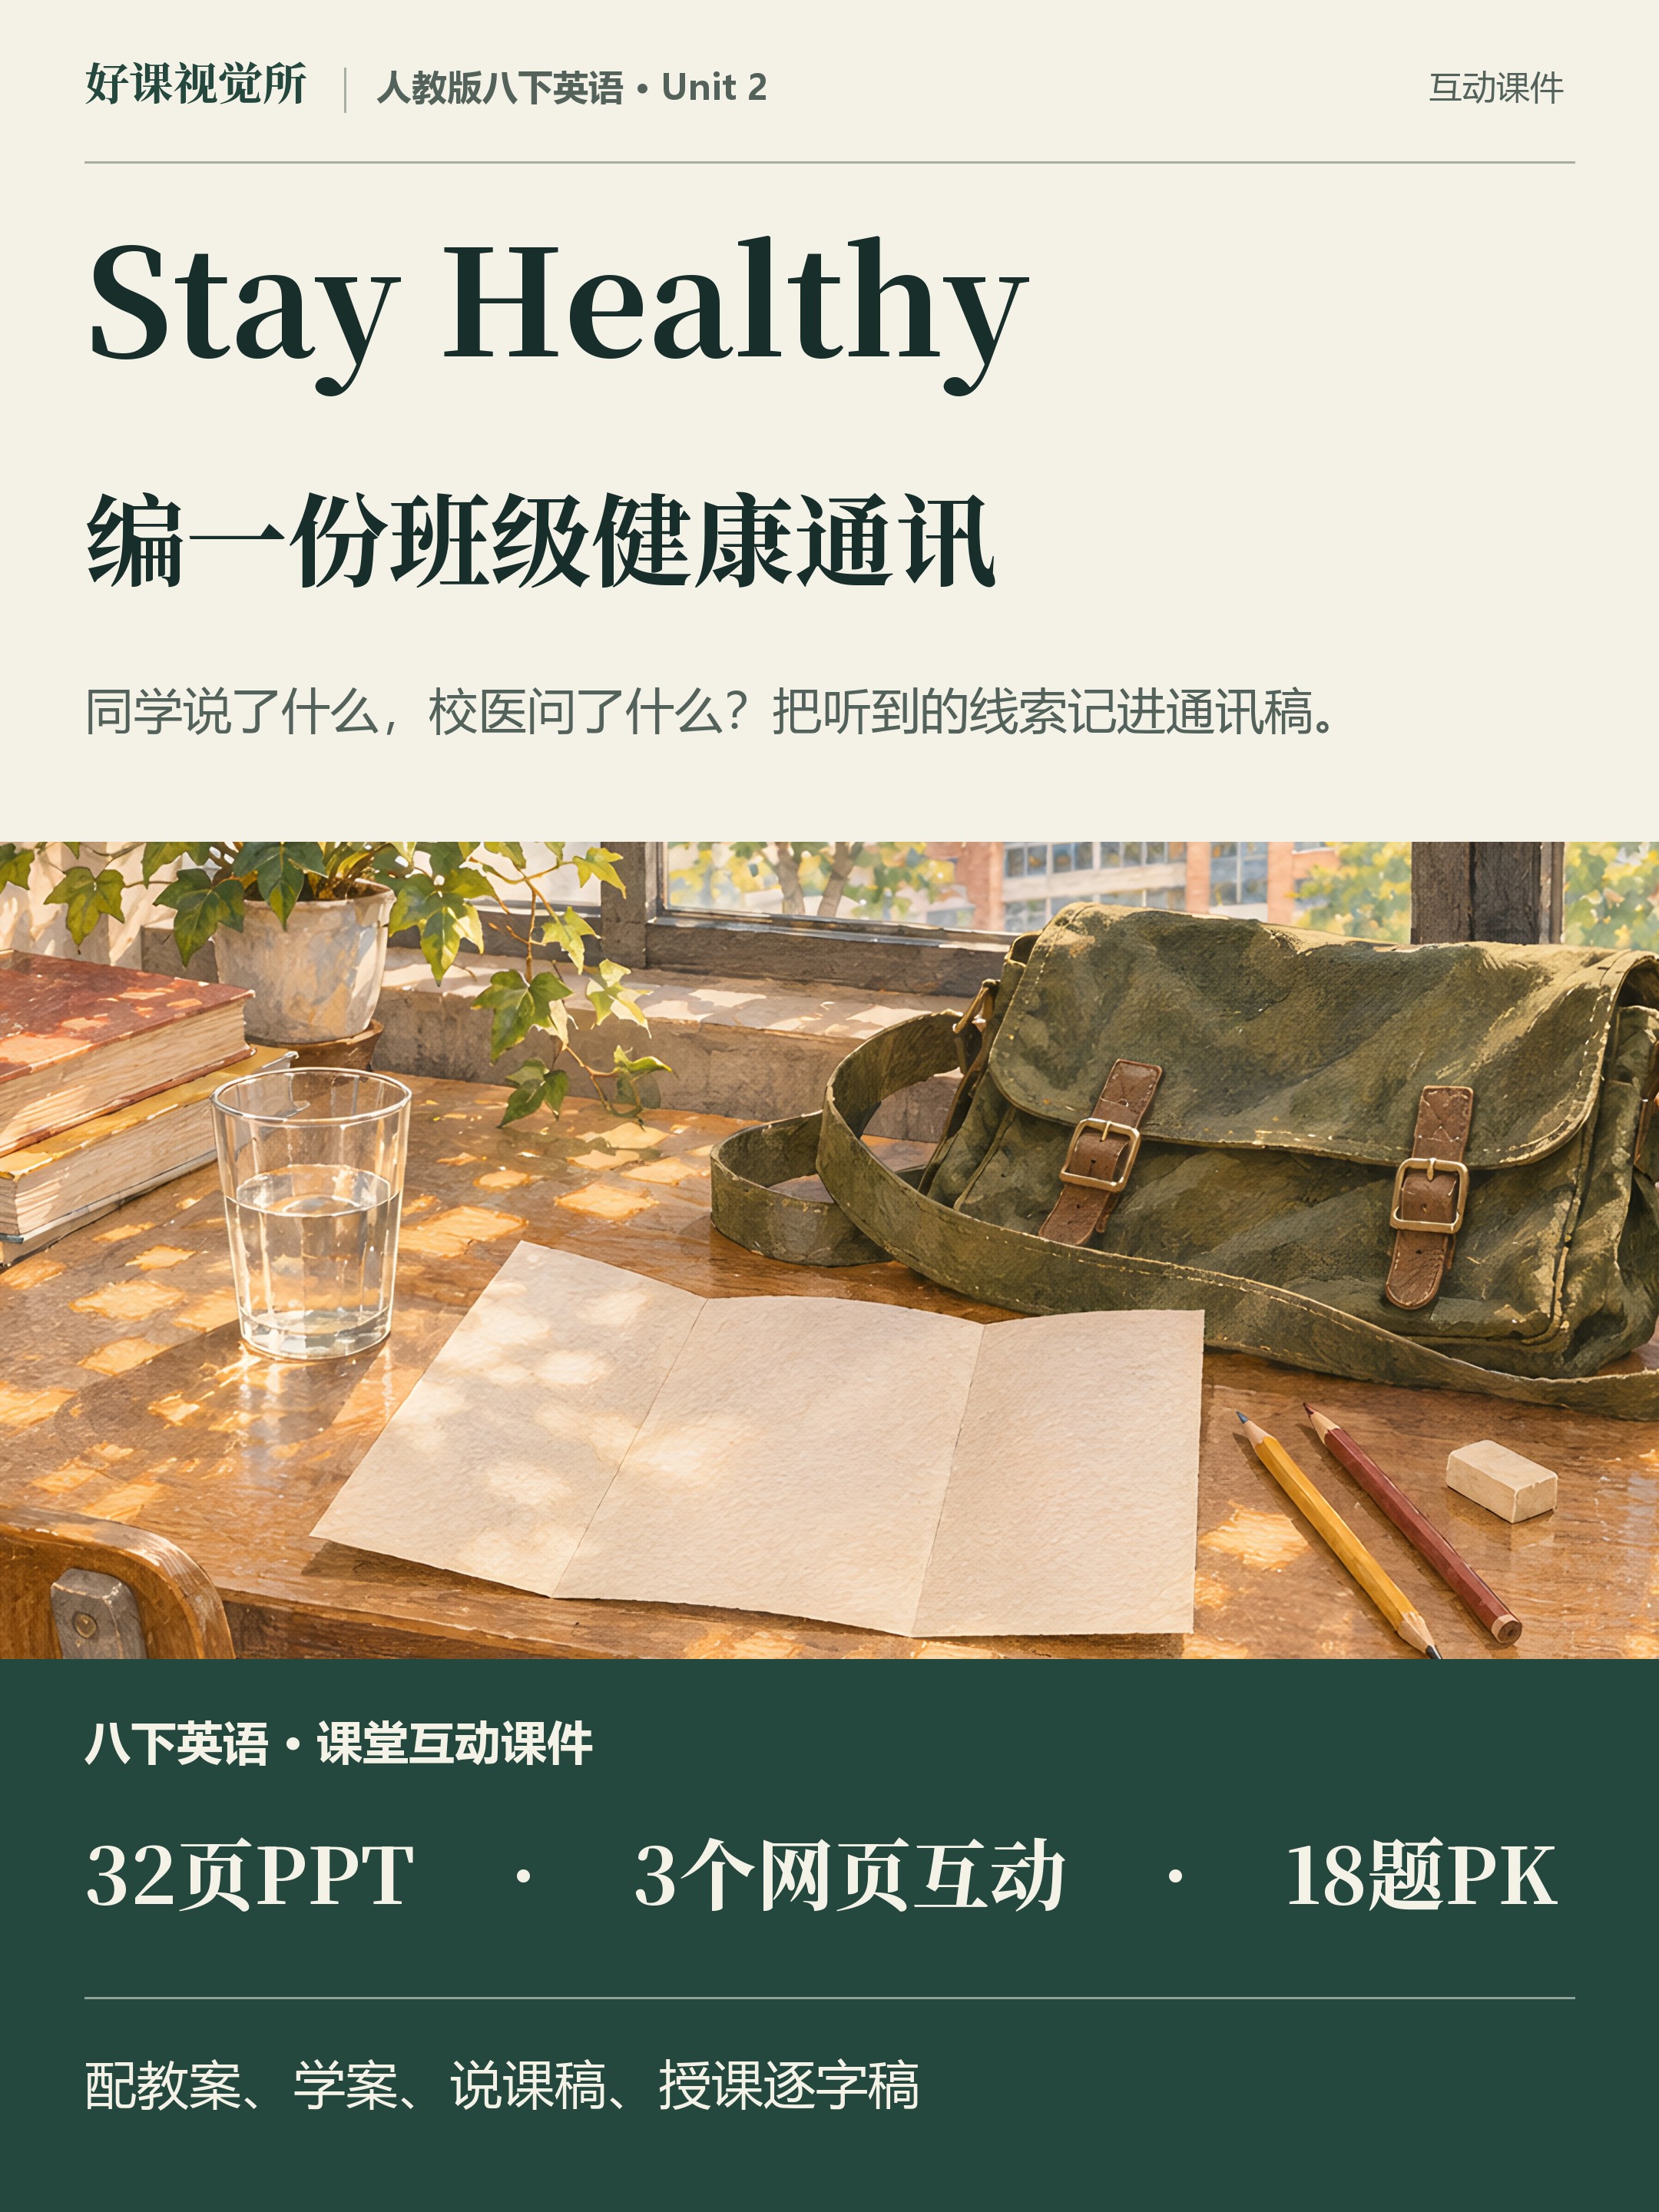 好课视觉所 人教版八下英语 • Unit 2 互动课件
Stay Healthy
编一份班级健康通讯
同学说了什么，校医问了什么？把听到的线索记进通讯稿。
八下英语 • 课堂互动课件
32页PPT · 3个网页互动 · 18题PK
配教案、学案、说课稿、授课逐字稿